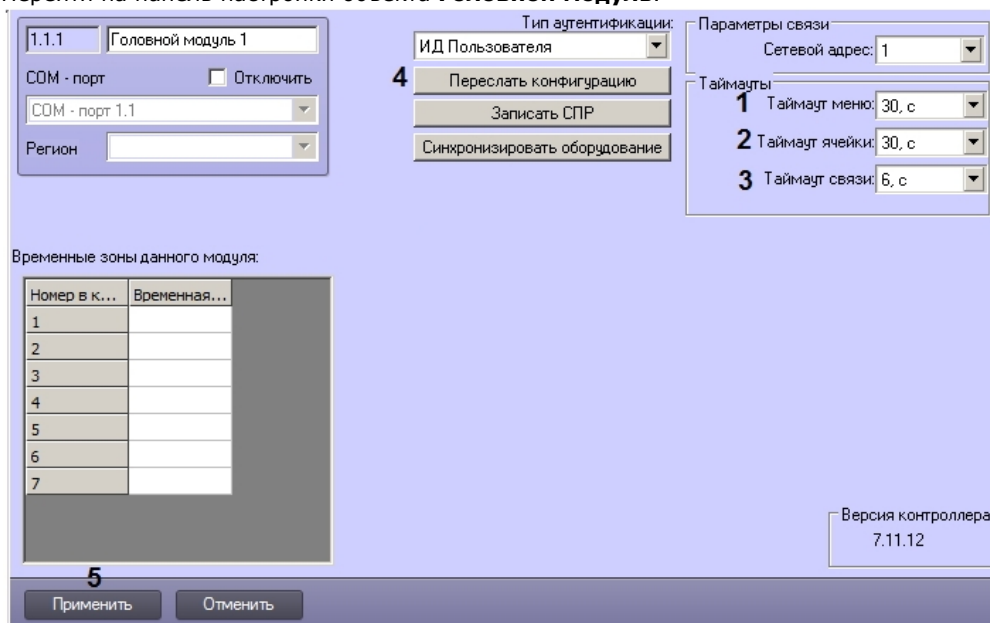 Перейти на панель настройки объекта Головной модуль.
1.1.1 Головной модуль 1
COM - порт Отключить
COM - порт 1.1
Регион
Тип аутентификации:
ИД Пользователя
4 Переслать конфигурацию
Записать СПР
Синхронизировать оборудование
Параметры связи
Сетевой адрес: 1
Таймауты
1 Таймаут меню: 30, с
2 Таймаут ячейки: 30, с
3 Таймаут связи: 6, с
Временные зоны данного модуля:
Номер в к... Временная...
1
2
3
4
5
6
7
Версия контроллера
7.11.12
5
Применить Отменить